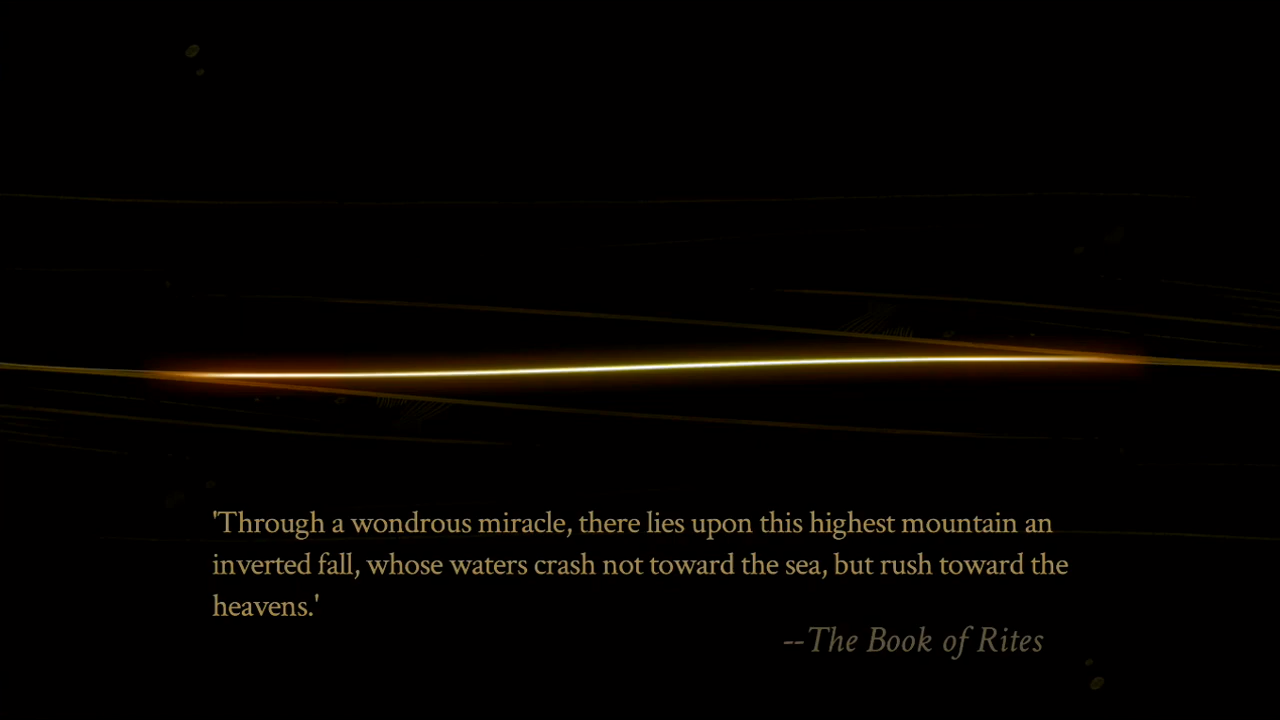 'Through a wondrous miracle, there lies upon this highest mountain an
inverted fall, whose waters crash not toward the sea, but rush toward the
heavens.'
--The Book of Rites